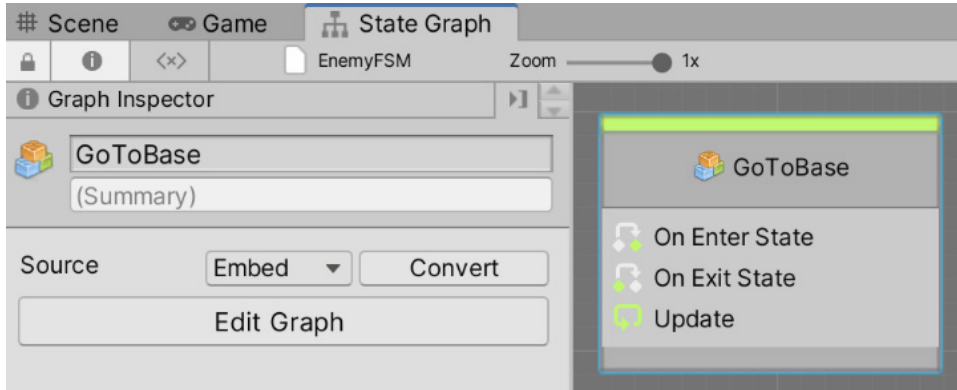 Scene Game State Graph
<×> EnemyFSM Zoom 1x
Graph Inspector
GoToBase
(Summary)
Source Embed Convert
Edit Graph
GoToBase
On Enter State
On Exit State
Update